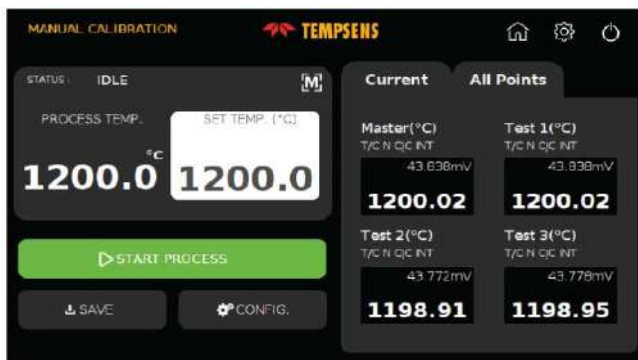 MANUAL CALIBRATION
TEMPSENS
STATUS : IDLE
[M]
PROCESS TEMP.
°C
1200.0
SET TEMP. (°C)
1200.0
START PROCESS
SAVE
CONFIG.
Current
All Points
Master(°C)
T/C N CJC INT
43.838mV
1200.02
Test 1(°C)
T/C N CJC INT
43.838mV
1200.02
Test 2(°C)
T/C N CJC INT
43.772mV
1198.91
Test 3(°C)
T/C N CJC INT
43.778mV
1198.95